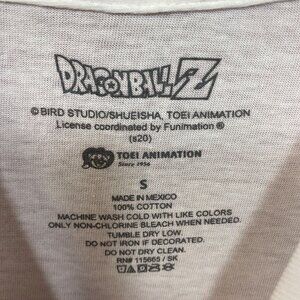 DRAGONBALL Z
© BIRD STUDIO/SHUEISHA, TOEI ANIMATION
License coordinated by Funimation ®
(s20)
TOEI ANIMATION
Since 1956
S
MADE IN MEXICO
100% COTTON
MACHINE WASH COLD WITH LIKE COLORS
ONLY NON-CHLORINE BLEACH WHEN NEEDED.
TUMBLE DRY LOW.
DO NOT IRON IF DECORATED.
DO NOT DRY CLEAN.
RN# 115665 / SK